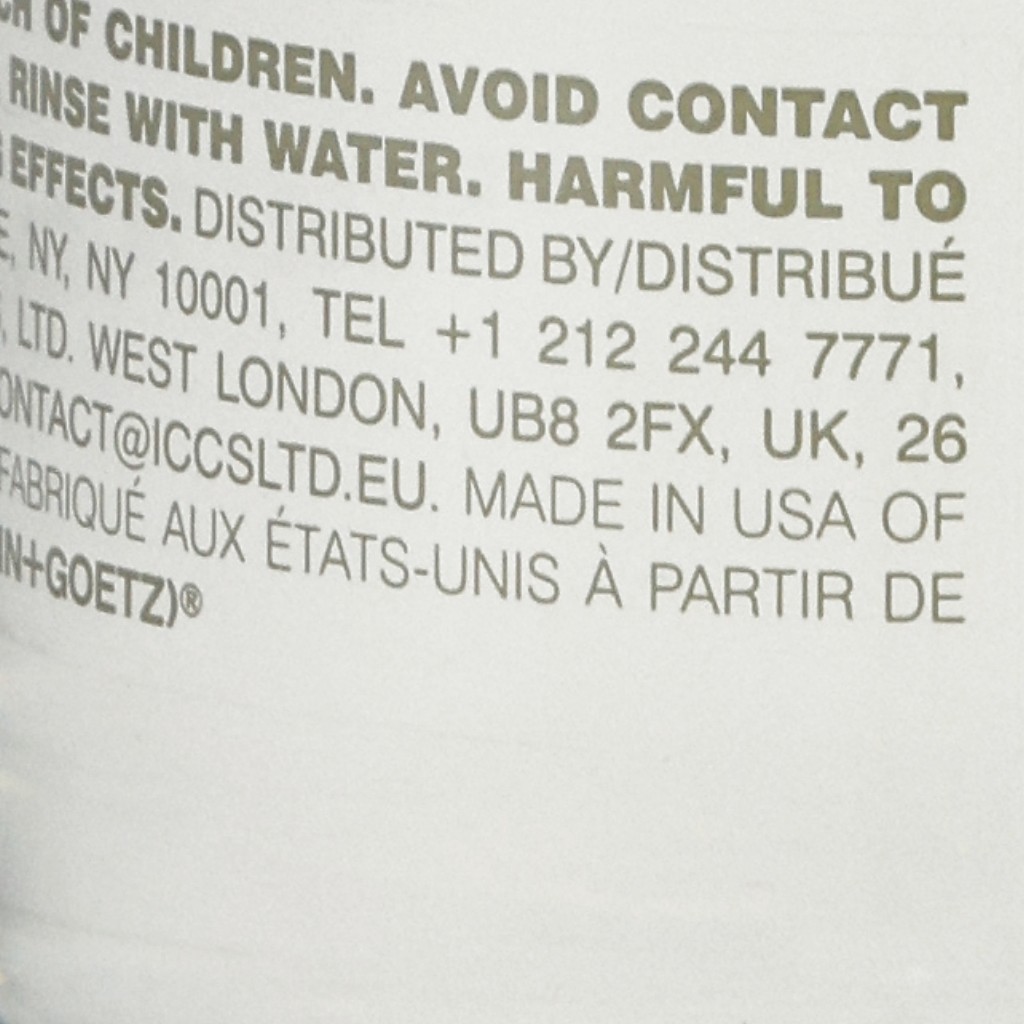 OF CHILDREN. AVOID CONTACT
RINSE WITH WATER. HARMFUL TO
EFFECTS. DISTRIBUTED BY/DISTRIBUÉ
NY, NY 10001, TEL +1 212 244 7771,
LTD. WEST LONDON, UB8 2FX, UK, 26
ONTACT@ICCSLTD.EU. MADE IN USA OF
FABRIQUÉ AUX ÉTATS-UNIS À PARTIR DE
IN+GOETZ)®